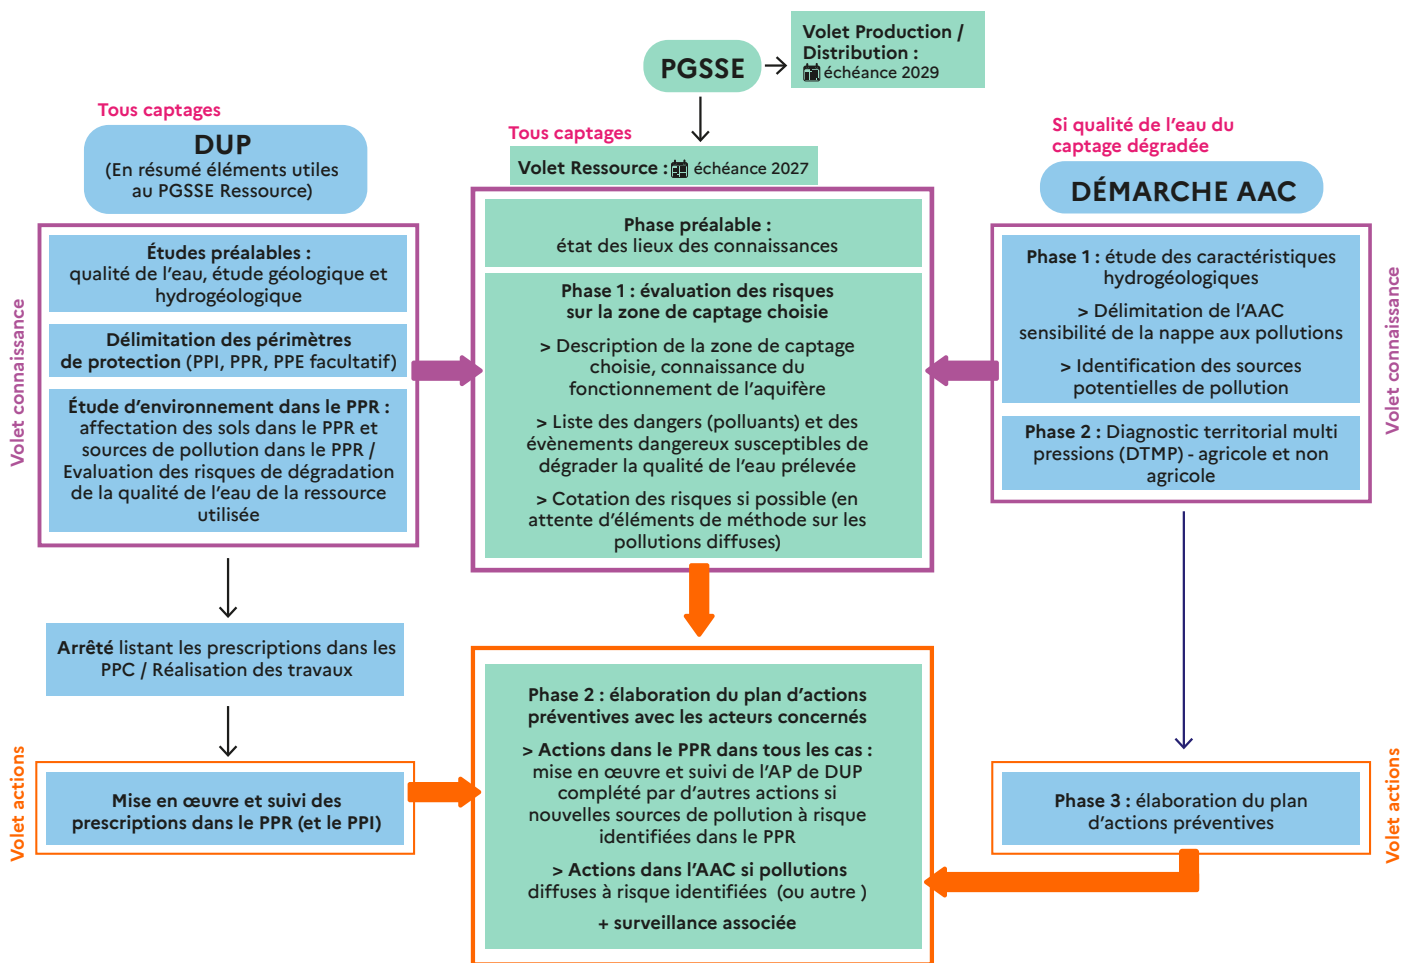 PGSSE
Volet Production /
Distribution :
échéance 2029
Tous captages
DUP
(En résumé éléments utiles
au PGSSE Ressource)
Volet connaissance
Études préalables :
qualité de l’eau, étude géologique et
hydrogéologique
Délimitation des périmètres
de protection (PPI, PPR, PPE facultatif)
Étude d’environnement dans le PPR :
affectation des sols dans le PPR et
sources de pollution dans le PPR /
Evaluation des risques de dégradation
de la qualité de l’eau de la ressource
utilisée
Arrêté listant les prescriptions dans les
PPC / Réalisation des travaux
Volet actions
Mise en œuvre et suivi des
prescriptions dans le PPR (et le PPI)
Tous captages
Volet Ressource : échéance 2027
Phase préalable :
état des lieux des connaissances
Phase 1 : évaluation des risques
sur la zone de captage choisie
> Description de la zone de captage
choisie, connaissance du
fonctionnement de l’aquifère
> Liste des dangers (polluants) et des
évènements dangereux susceptibles de
dégrader la qualité de l’eau prélevée
> Cotation des risques si possible (en
attente d’éléments de méthode sur les
pollutions diffuses)
Phase 2 : élaboration du plan d’actions
préventives avec les acteurs concernés
> Actions dans le PPR dans tous les cas :
mise en œuvre et suivi de l’AP de DUP
complété par d’autres actions si
nouvelles sources de pollution à risque
identifiées dans le PPR
> Actions dans l’AAC si pollutions
diffuses à risque identifiées (ou autre )
+ surveillance associée
Si qualité de l’eau du
captage dégradée
DÉMARCHE AAC
Phase 1 : étude des caractéristiques
hydrogéologiques
> Délimitation de l’AAC
sensibilité de la nappe aux pollutions
> Identification des sources
potentielles de pollution
Phase 2 : Diagnostic territorial multi
pressions (DTMP) - agricole et non
agricole
Volet connaissance
Phase 3 : élaboration du plan
d’actions préventives
Volet actions